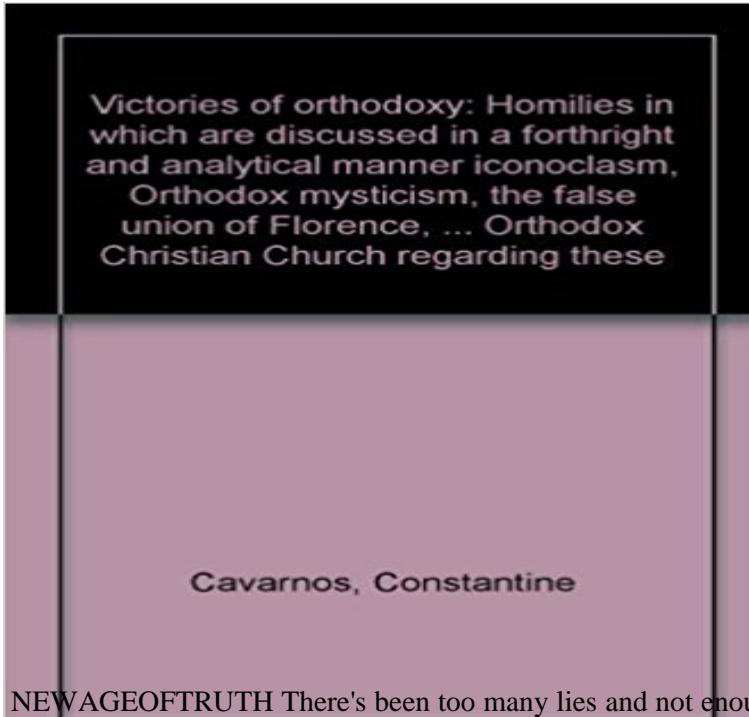 Victories of orthodoxy: Homilies in
which are discussed in a forthright
and analytical manner iconoclasm,
Orthodox mysticism, the false
union of Florence, ... Orthodox
Christian Church regarding these
Cavarnos, Constantine
NEWAGEOFTRUTH There's been too many lies and not